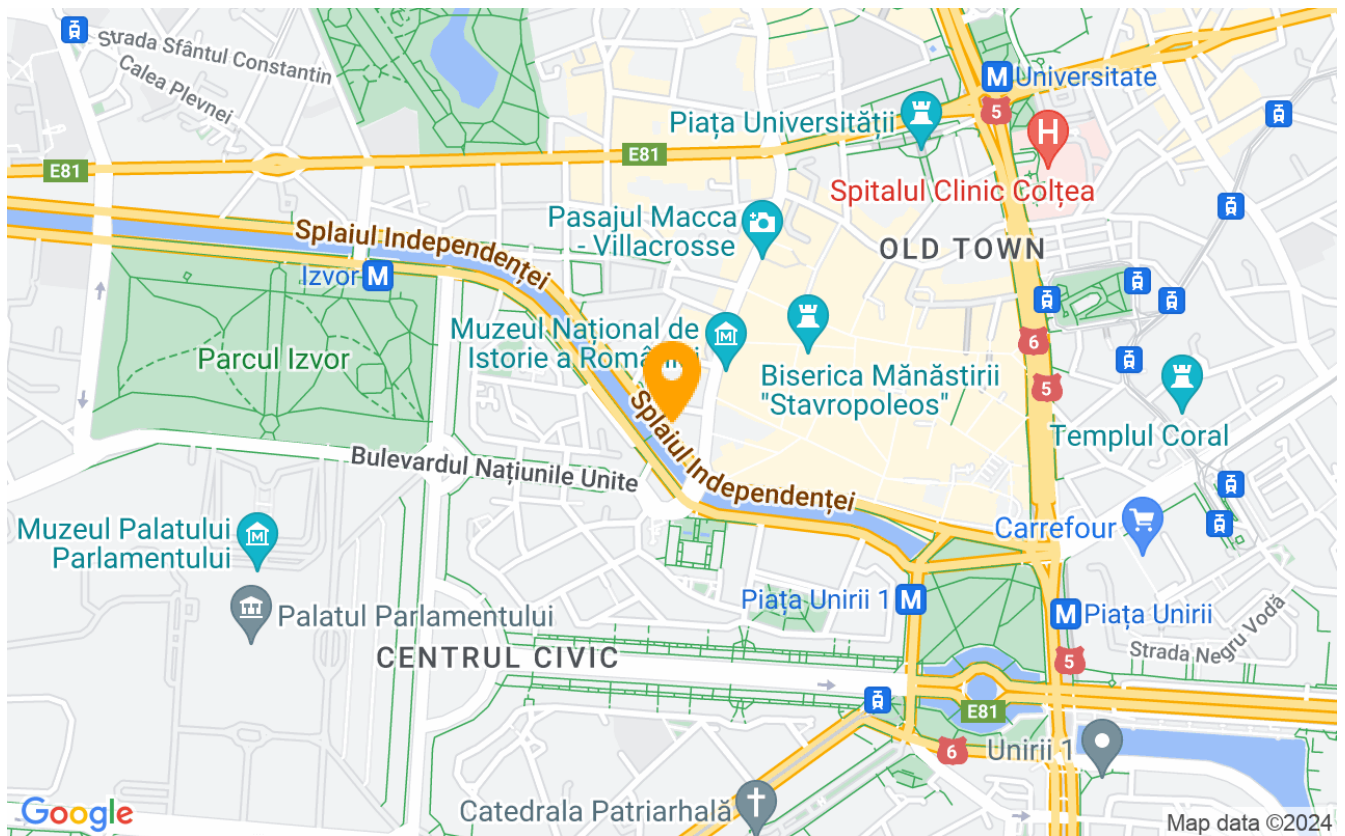 Strada Sfântul Constantin
Calea Plevnei
Universitate
5
Piața Universității
H
E81
E81
Spitalul Clinic Colțea
Pasajul Macca
- Villacrosse
Splaiul Independenței
OLD TOWN
Izvor
Muzeul Național de
Istorie a României
6
Parcul Izvor
Biserica Mănăstirii
"Stavropoleos"
5
Templul Coral
Splaiul Independenței
Bulevardul Națiunile Unite
Muzeul Palatului
Parlamentului
Carrefour
Piața Unirii 1
Piața Unirii
Palatul Parlamentului
CENTRUL CIVIC
Strada Negru Vodă
5
E81
6
Unirii 1
Catedrala Patriarhală
Google
Map data ©2024